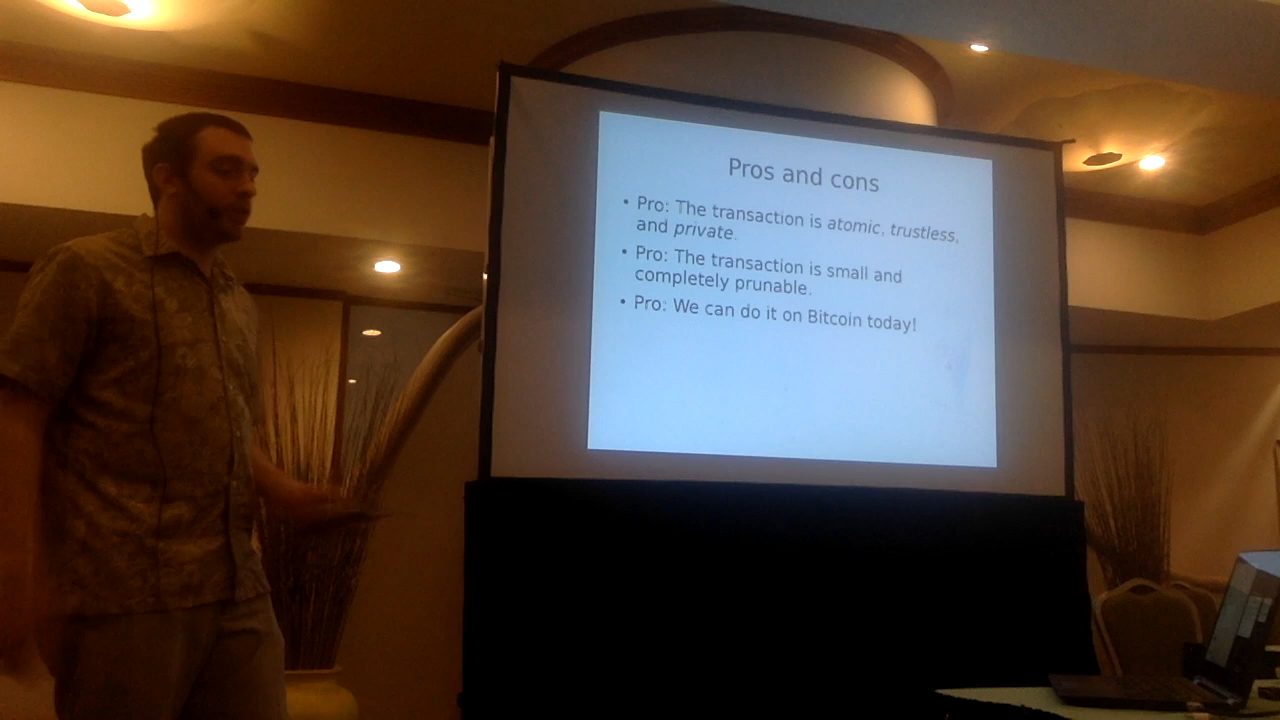 Pros and cons
• Pro: The transaction is atomic, trustless,
and private.
• Pro: The transaction is small and
completely prunable.
• Pro: We can do it on Bitcoin today!